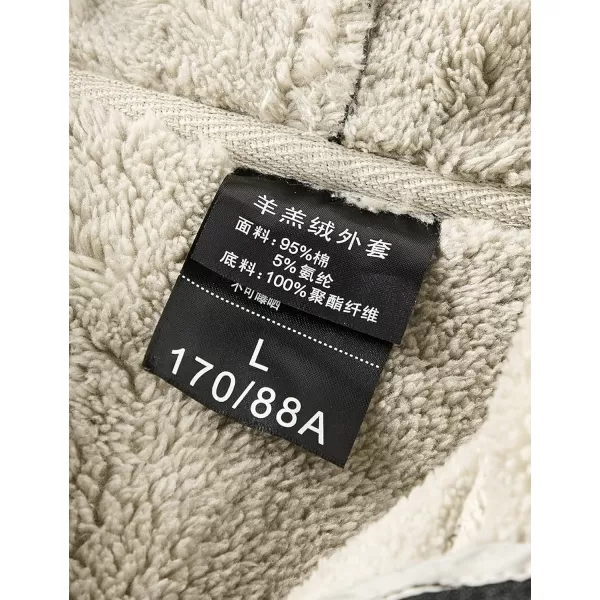 羊羔绒外套
面料:95%棉
5%氨纶
底料:100%聚酯纤维
L
170/88A